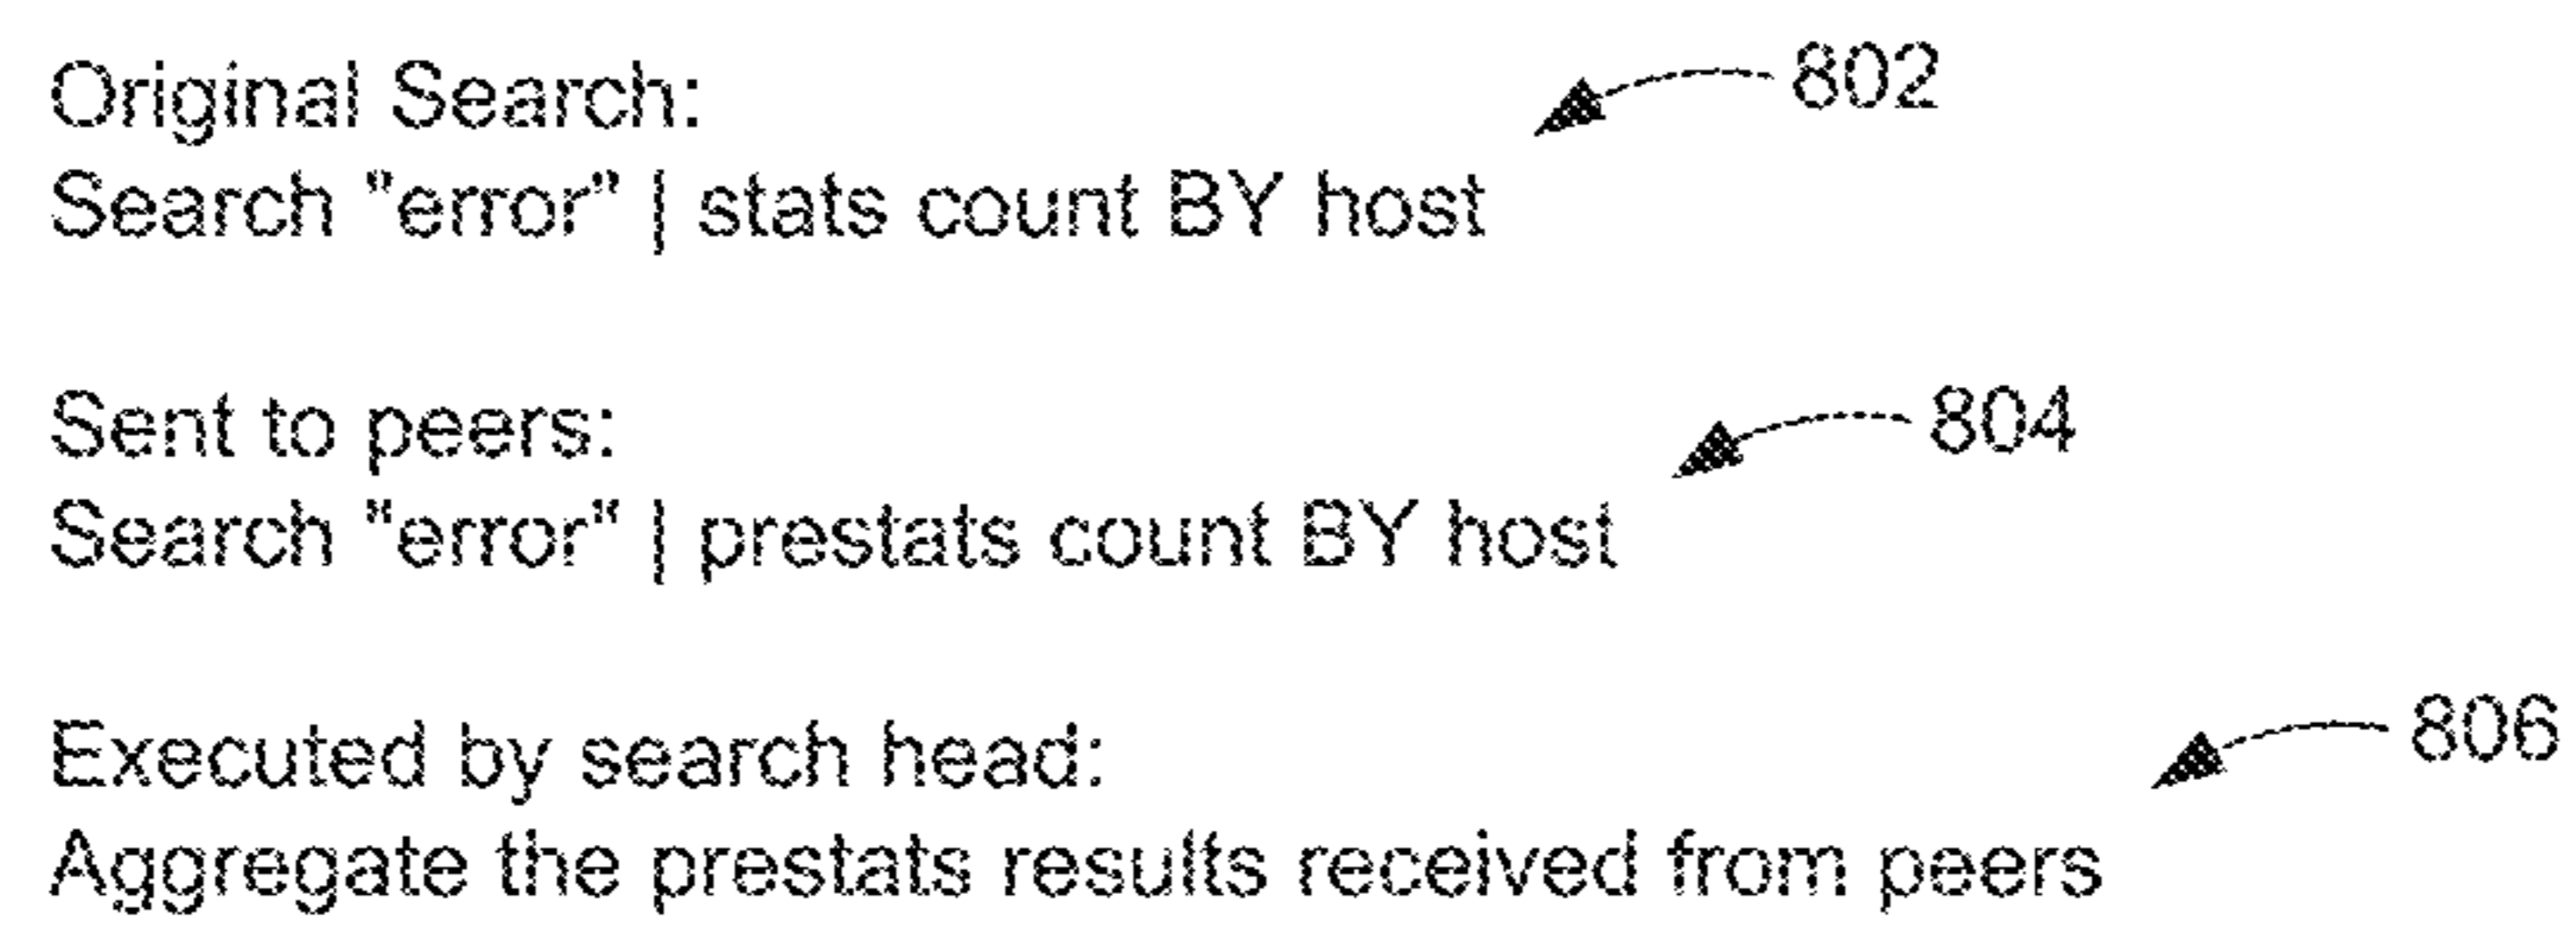 Original Search:
802
Search "error" | stats count BY host
Sent to peers:
804
Search "error" | prestats count BY host
Executed by search head:
806
Aggregate the prestats results received from peers